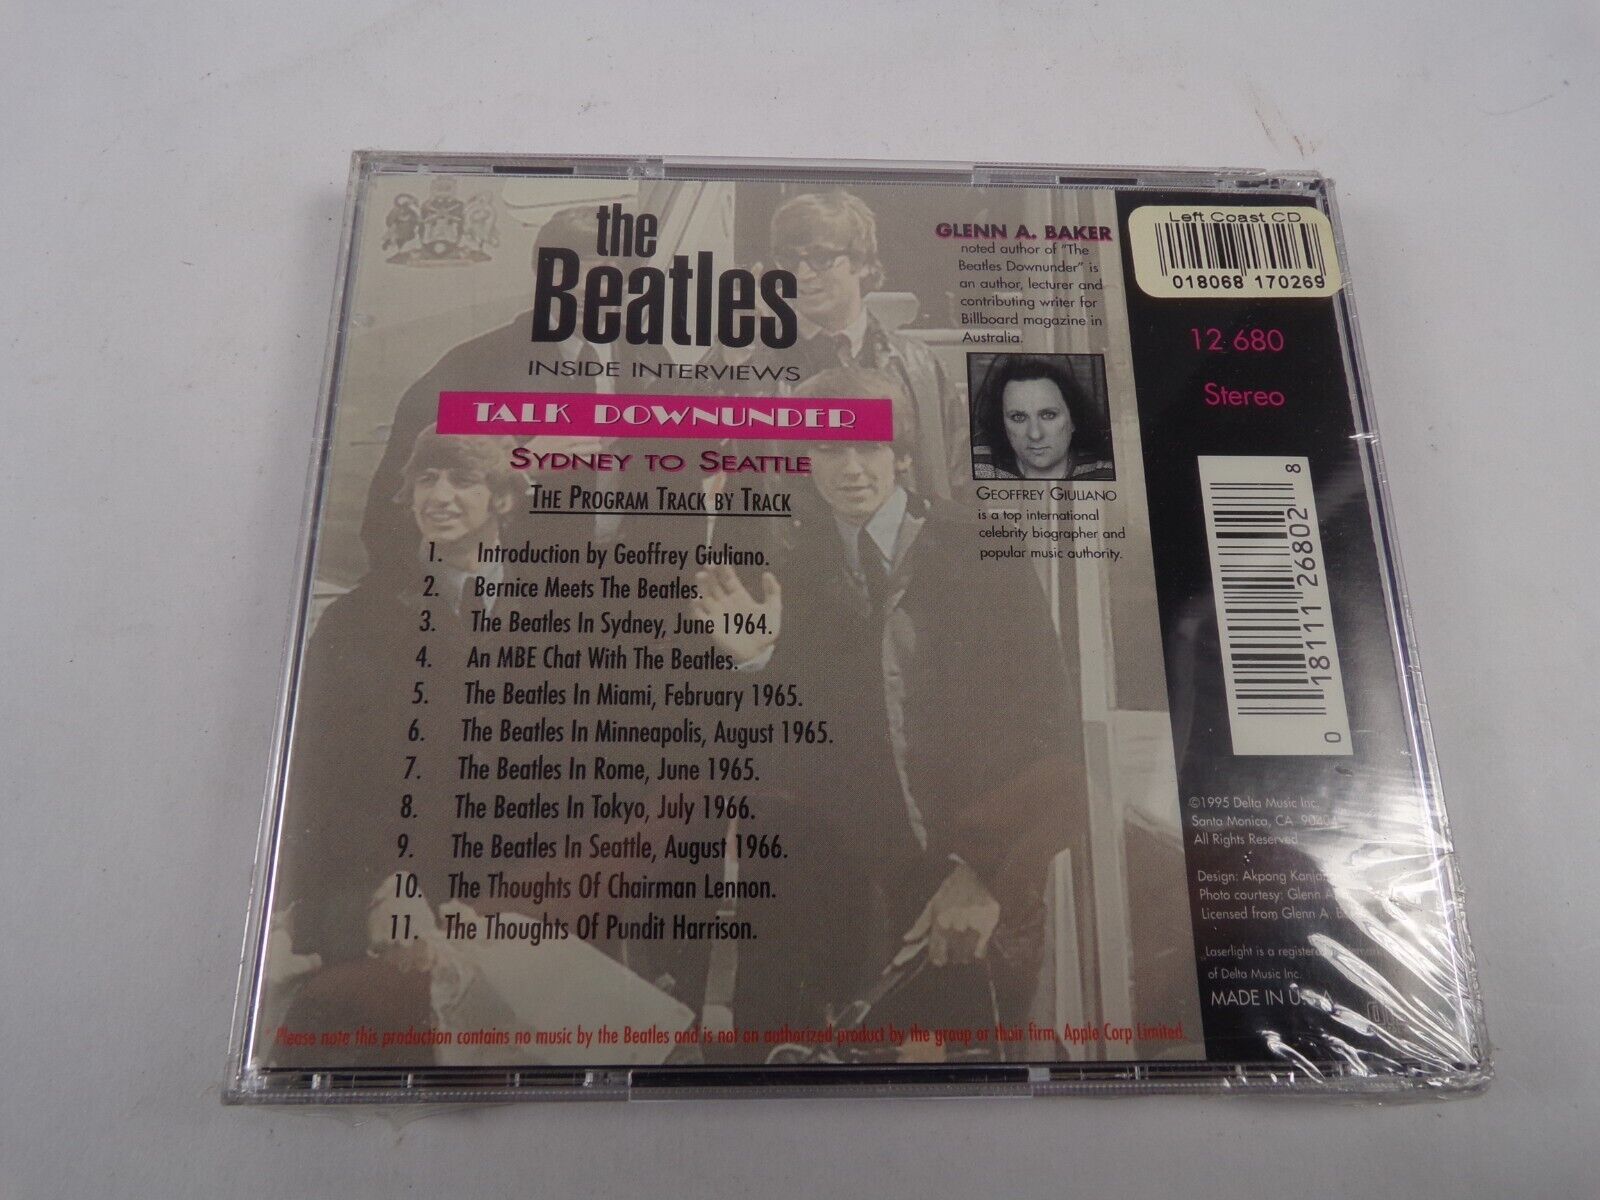 the
Beatles
INSIDE INTERVIEWS
TALK DOWNUNDER
SYDNEY TO SEATTLE
THE PROGRAM TRACK BY TRACK
1. Introduction by Geoffrey Giuliano.
2. Bernice Meets The Beatles.
3. The Beatles In Sydney, June 1964.
4. An MBE Chat With The Beatles.
5. The Beatles In Miami, February 1965.
6. The Beatles In Minneapolis, August 1965.
7. The Beatles In Rome, June 1965.
8. The Beatles In Tokyo, July 1966.
9. The Beatles In Seattle, August 1966.
10. The Thoughts Of Chairman Lennon.
11. The Thoughts Of Pundit Harrison.
Please note this production contains no music by the Beatles and is not an authorized product by the group or their firm, Apple Corp Limited.
GLENN A. BAKER
noted author of "The
Beatles Downunder" is
an author, lecturer and
contributing writer for
Billboard magazine in
Australia.
GEOFFREY GIULIANO
is a top international
celebrity biographer and
popular music authority.
Left Coast CD
018068 170269
12 680
Stereo
0 18111 26802 8
©1995 Delta Music Inc.
Santa Monica, CA 90404
All Rights Reserved
Design: Akpong
Photo courtesy: Glenn A.
Licensed from Glenn A.
Laserlight is a registered
of Delta Music Inc.
MADE IN U.S.A.